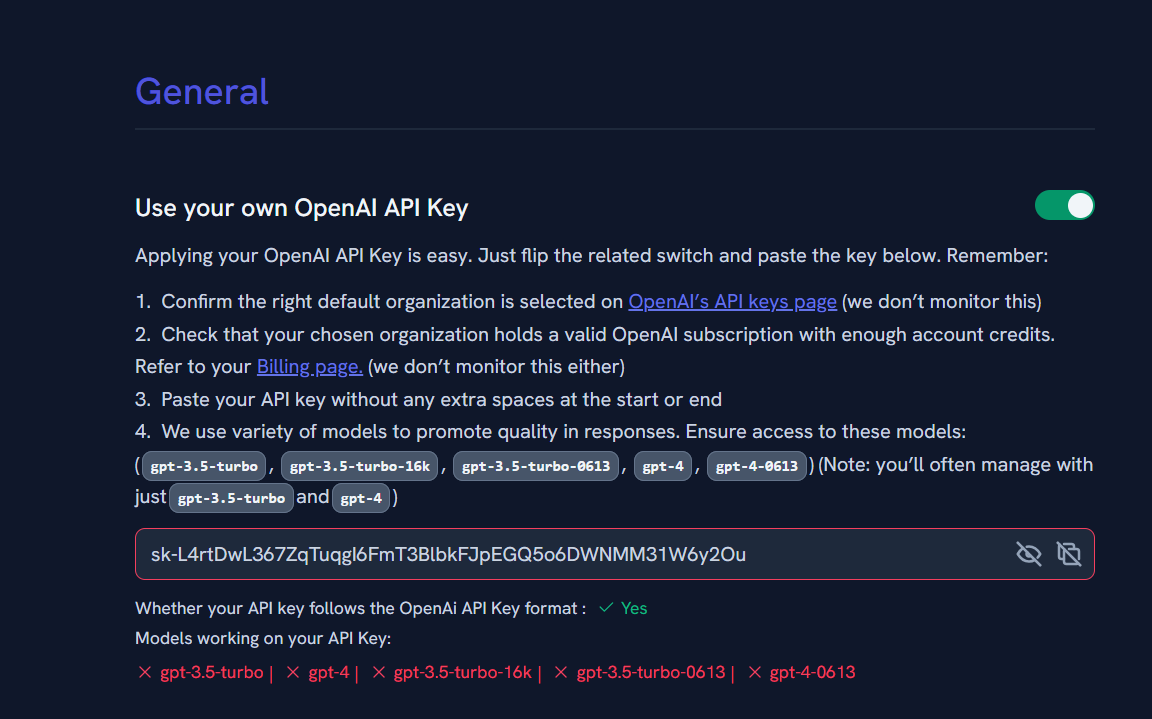 General
Use your own OpenAI API Key
Applying your OpenAI API Key is easy. Just flip the related switch and paste the key below. Remember:
1. Confirm the right default organization is selected on OpenAI’s API keys page (we don’t monitor this)
2. Check that your chosen organization holds a valid OpenAI subscription with enough account credits.
Refer to your Billing page. (we don’t monitor this either)
3. Paste your API key without any extra spaces at the start or end
4. We use variety of models to promote quality in responses. Ensure access to these models:
( gpt-3.5-turbo , gpt-3.5-turbo-16k , gpt-3.5-turbo-0613 , gpt-4 , gpt-4-0613 ) (Note: you’ll often manage with
just gpt-3.5-turbo and gpt-4 )
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
Whether your API key follows the OpenAi API Key format : ✓ Yes
Models working on your API Key:
× gpt-3.5-turbo | × gpt-4 | × gpt-3.5-turbo-16k | × gpt-3.5-turbo-0613 | × gpt-4-0613